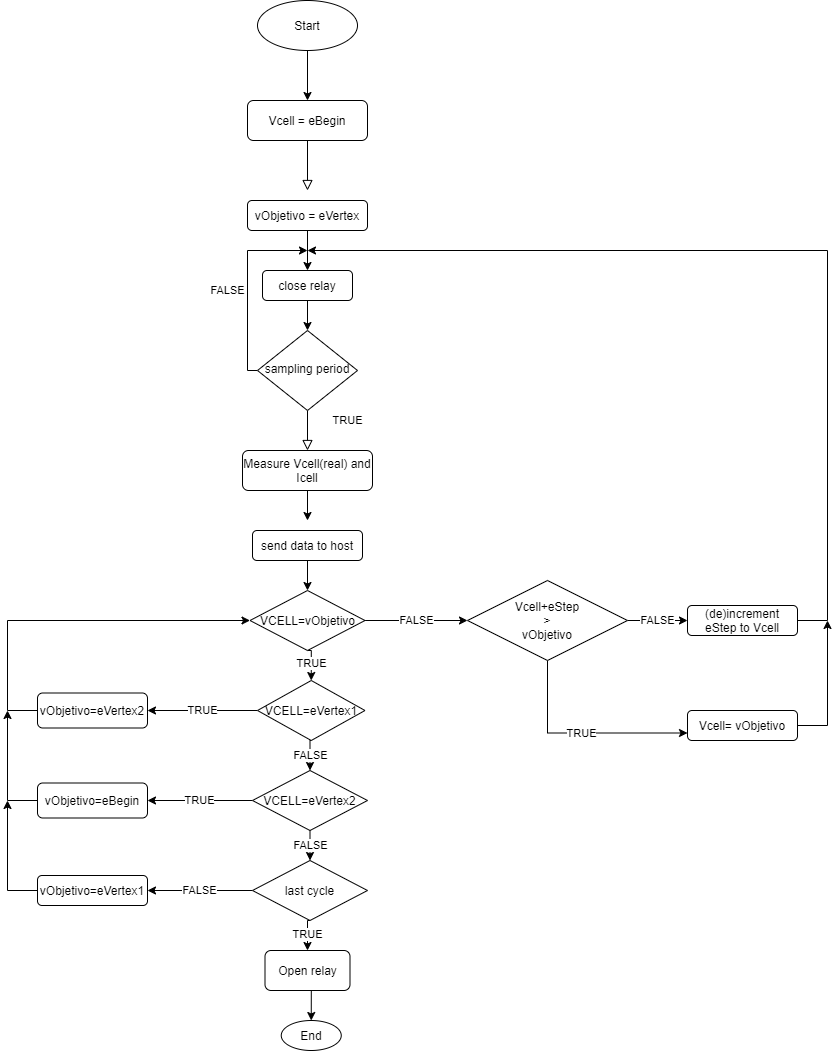 Start
Vcell = eBegin
vObjetivo = eVertex
FALSE
close relay
sampling period
TRUE
Measure Vcell(real) and
Icell
send data to host
VCELL=vObjetivo
FALSE
Vcell+eStep
>
vObjetivo
FALSE
(de)increment
eStep to Vcell
TRUE
vObjetivo=eVertex2
TRUE
VCELL=eVertex1
TRUE
Vcell= vObjetivo
FALSE
vObjetivo=eBegin
TRUE
VCELL=eVertex2
FALSE
vObjetivo=eVertex1
FALSE
last cycle
TRUE
Open relay
End